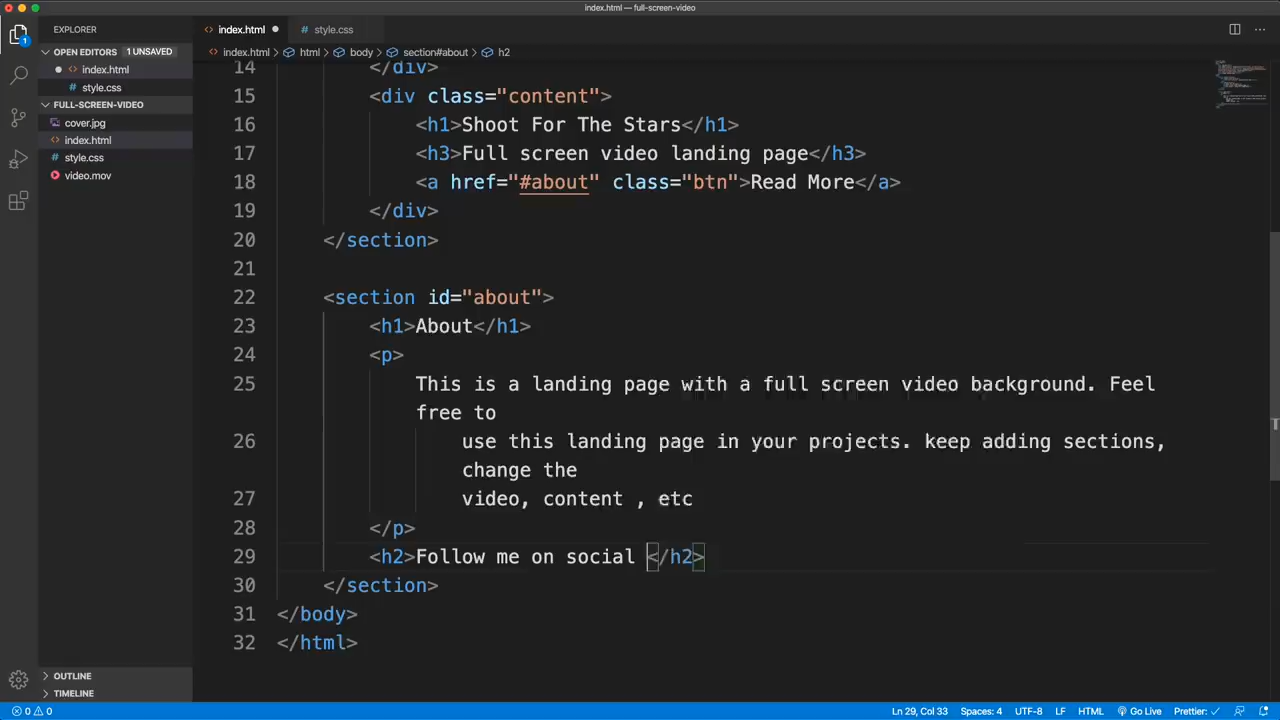 index.html — full-screen-video
EXPLORER
OPEN EDITORS 1 UNSAVED
index.html
style.css
FULL-SCREEN-VIDEO
cover.jpg
index.html
style.css
video.mov
OUTLINE
TIMELINE
1
index.html
style.css
index.html > html > body > section#about > h2
14 </div>
15 <div class="content">
16 <h1>Shoot For The Stars</h1>
17 <h3>Full screen video landing page</h3>
18 <a href="#about" class="btn">Read More</a>
19 </div>
20 </section>
21
22 <section id="about">
23 <h1>About</h1>
24 <p>
25 This is a landing page with a full screen video background. Feel
free to
26 use this landing page in your projects. keep adding sections,
change the
27 video, content , etc
28 </p>
29 <h2>Follow me on social </h2>
30 </section>
31 </body>
32 </html>
0 0
Ln 29, Col 33 Spaces: 4 UTF-8 LF HTML Go Live Prettier: ✓